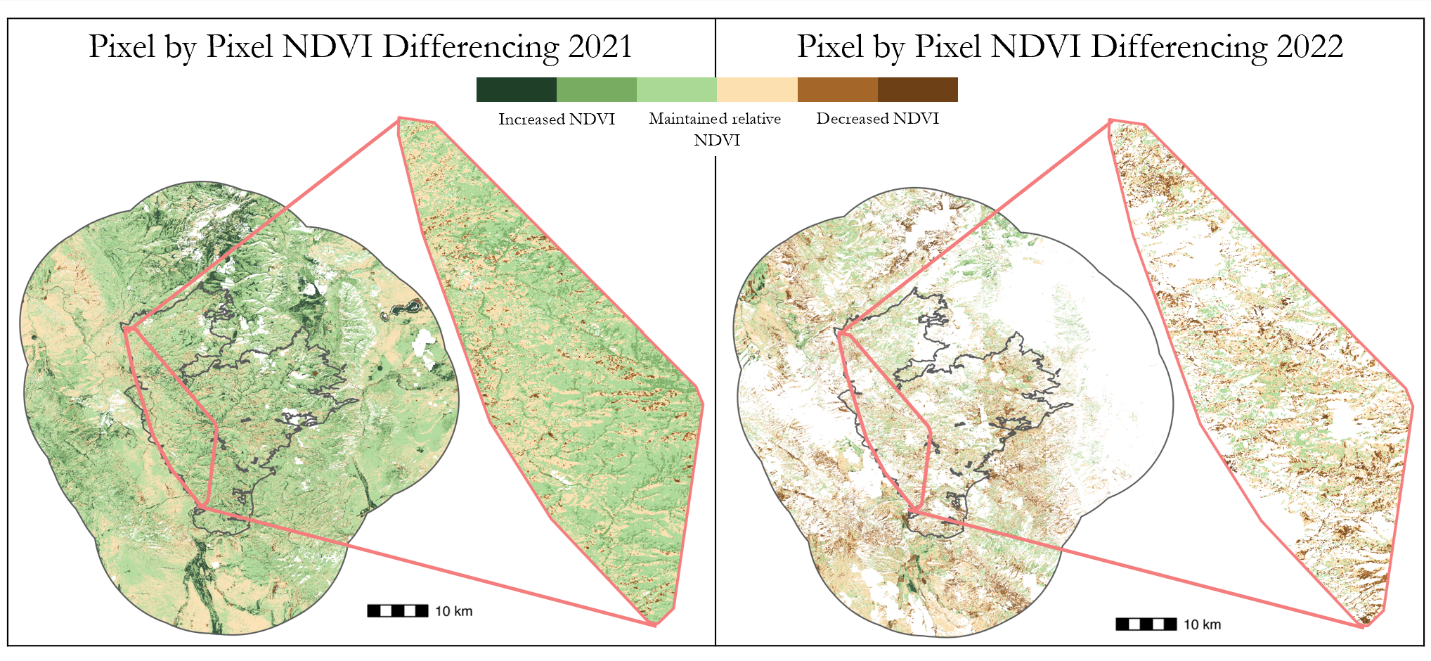 Pixel by Pixel NDVI Differencing 2021
Pixel by Pixel NDVI Differencing 2022
Increased NDVI
Maintained relative
NDVI
Decreased NDVI
10 km
10 km